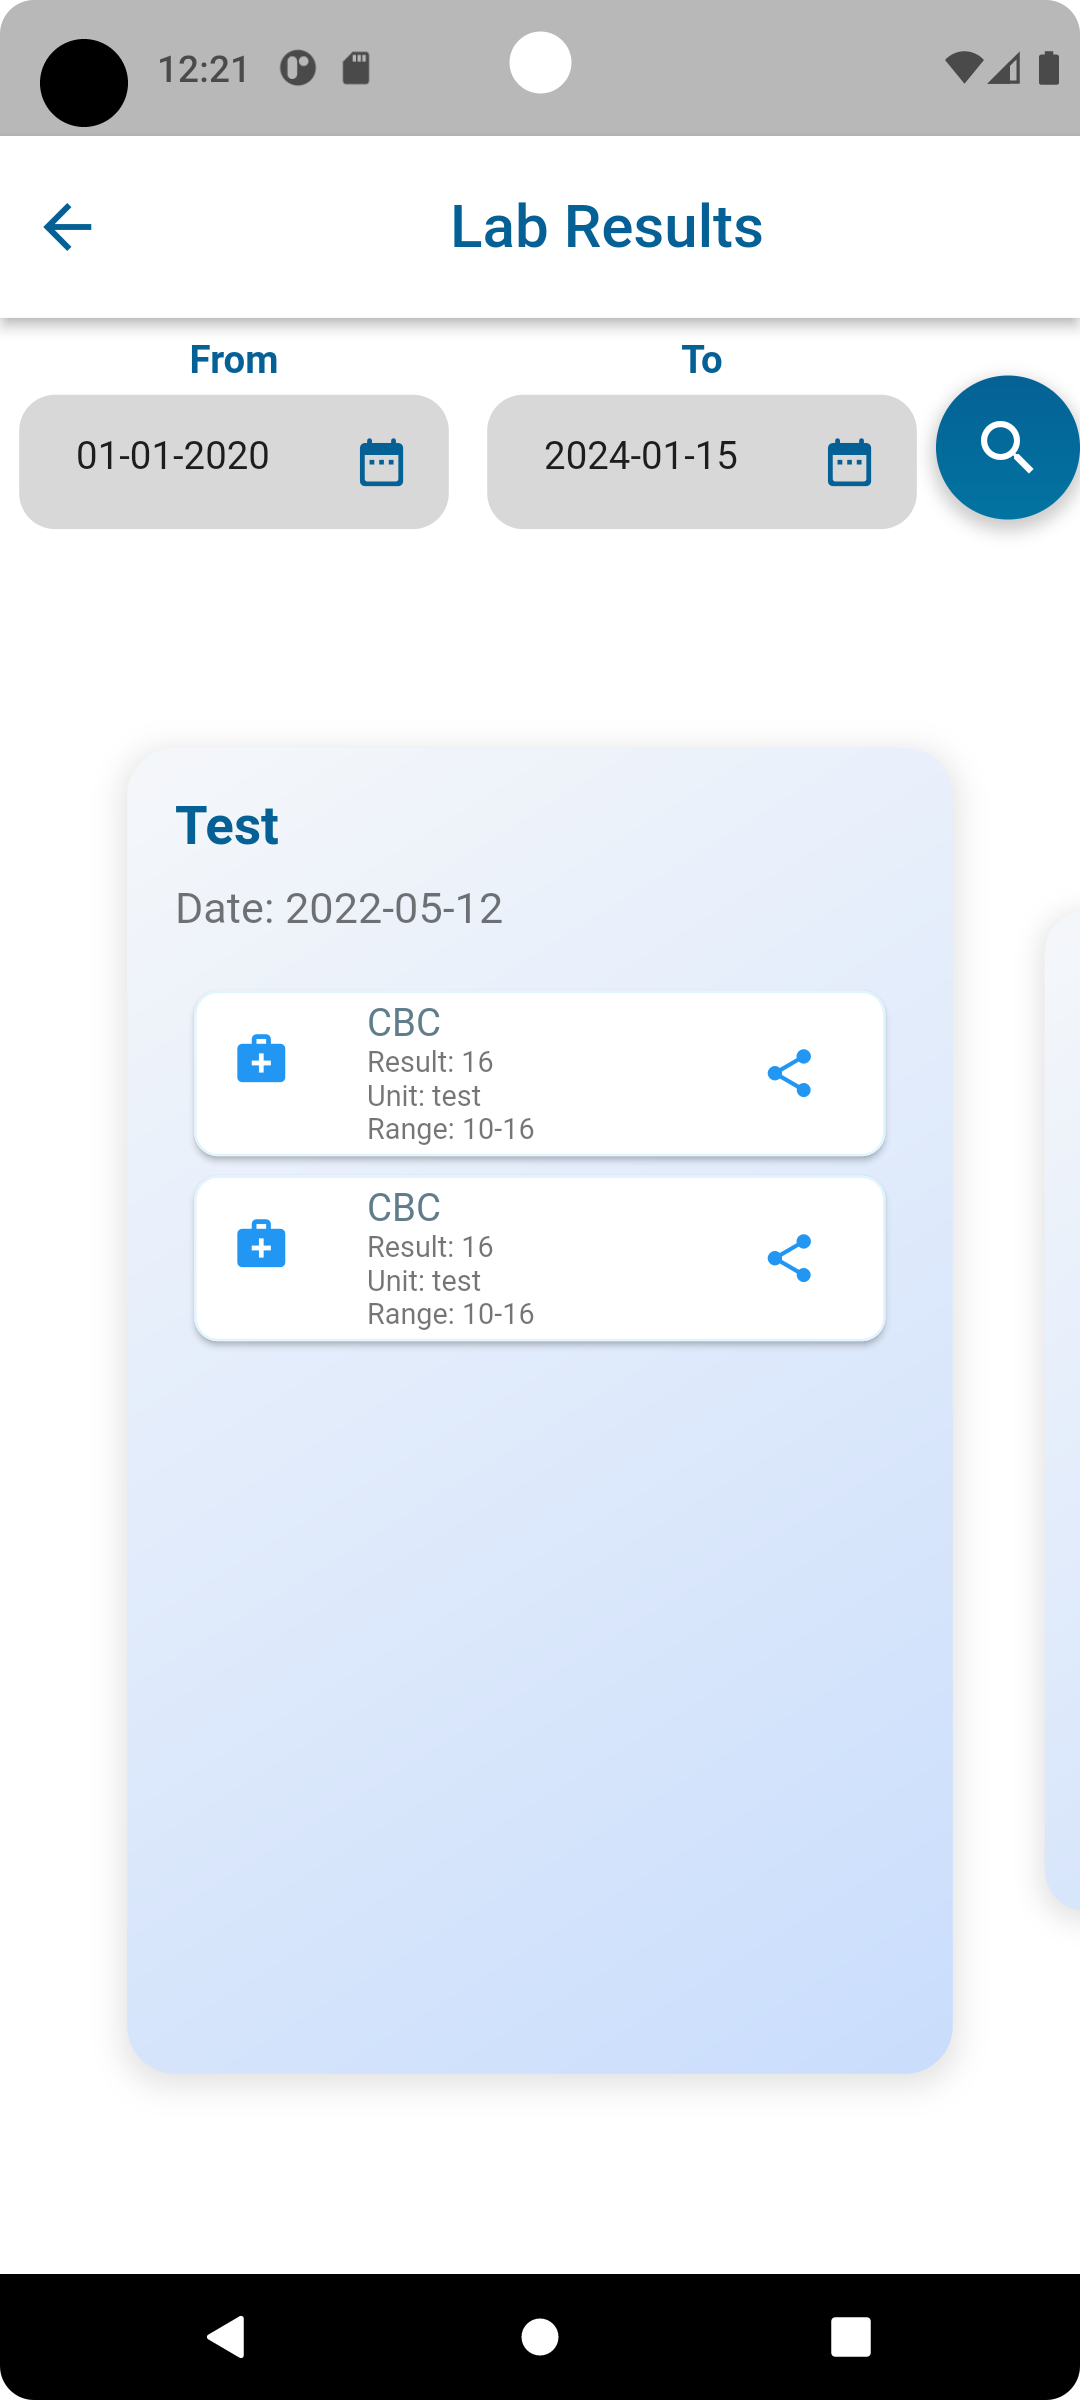 12:21
Lab Results
From
To
01-01-2020
2024-01-15
Test
Date: 2022-05-12
CBC
Result: 16
Unit: test
Range: 10-16
CBC
Result: 16
Unit: test
Range: 10-16